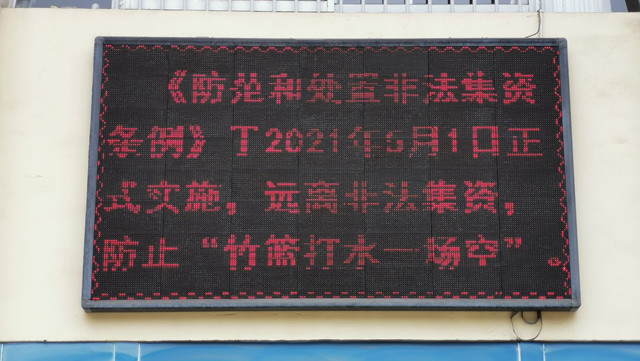 《防范和处置非法集资
条例》于2021年5月1日正
式实施，远离非法集资，
防止“竹篮打水一场空”。